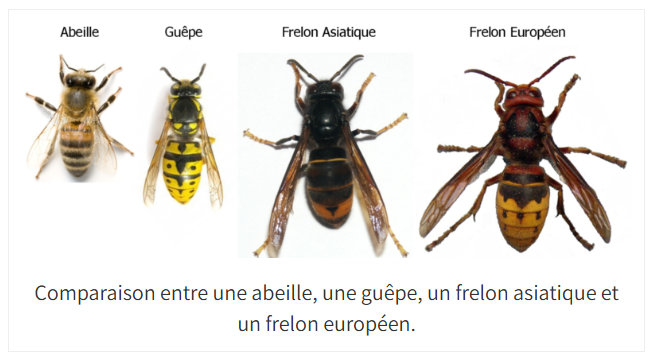 Abeille Guêpe Frelon Asiatique Frelon Européen
Comparaison entre une abeille, une guêpe, un frelon asiatique et
un frelon européen.